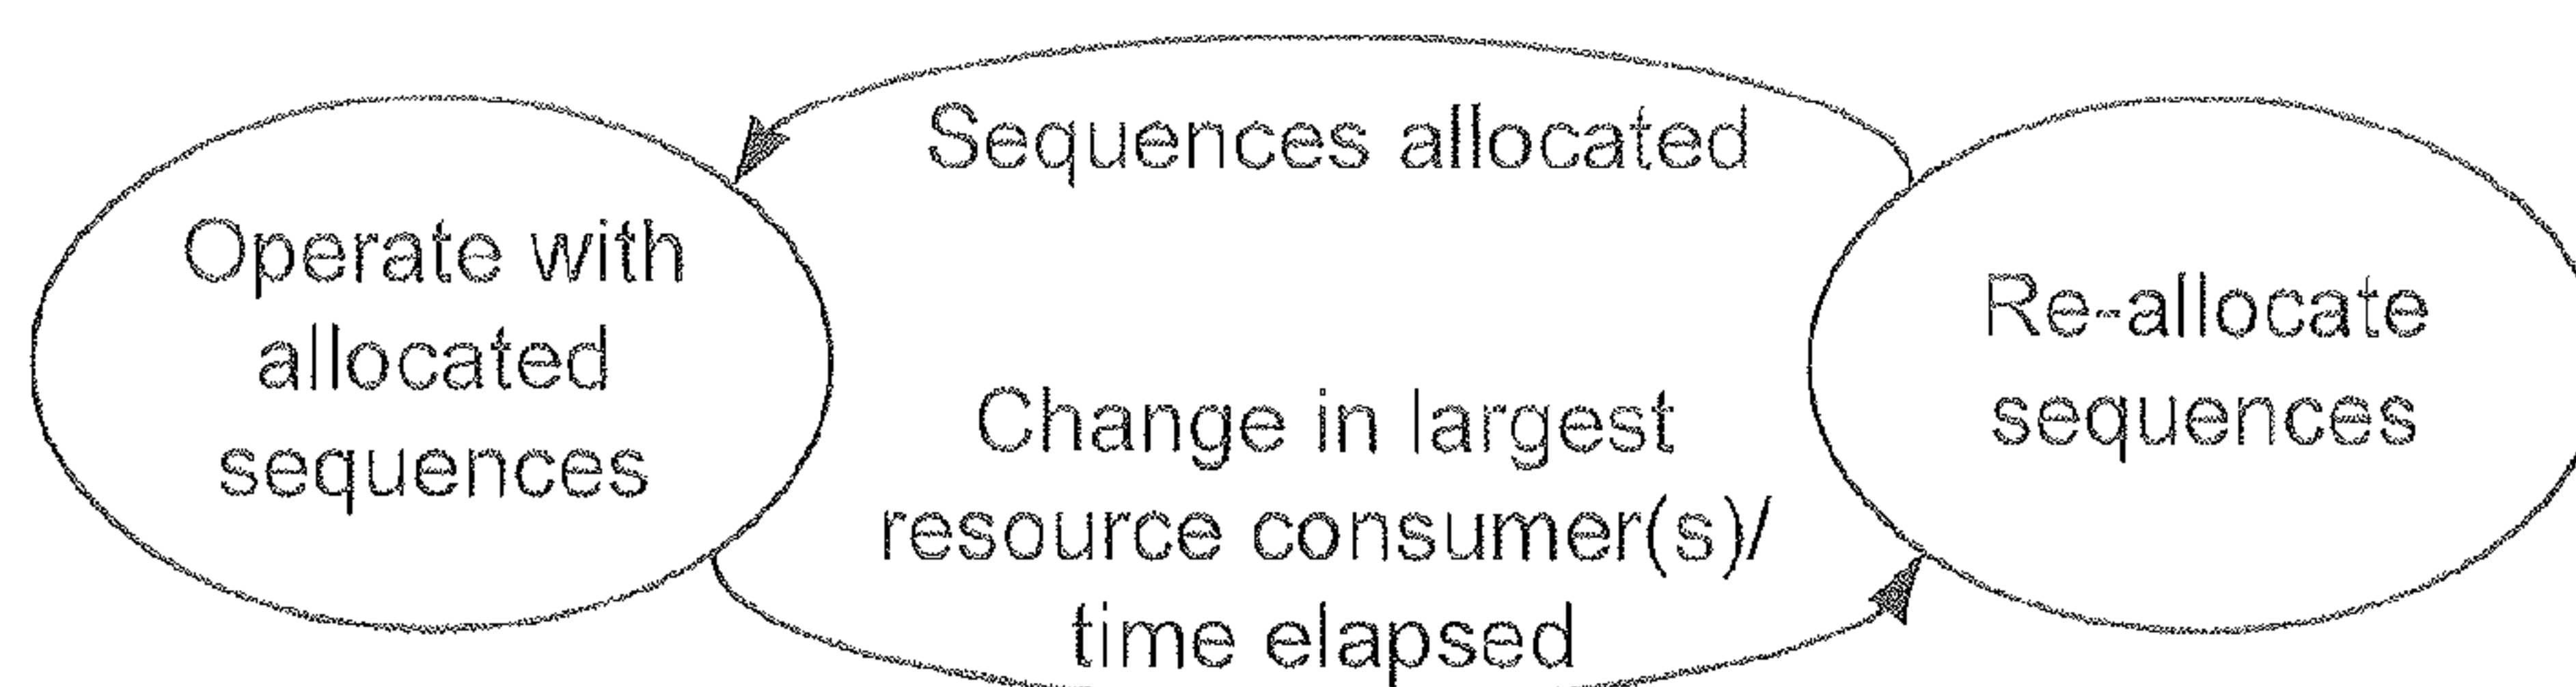 Sequences allocated
Operate with
allocated
sequences
Change in largest
resource consumer(s)/
time elapsed
Re-allocate
sequences